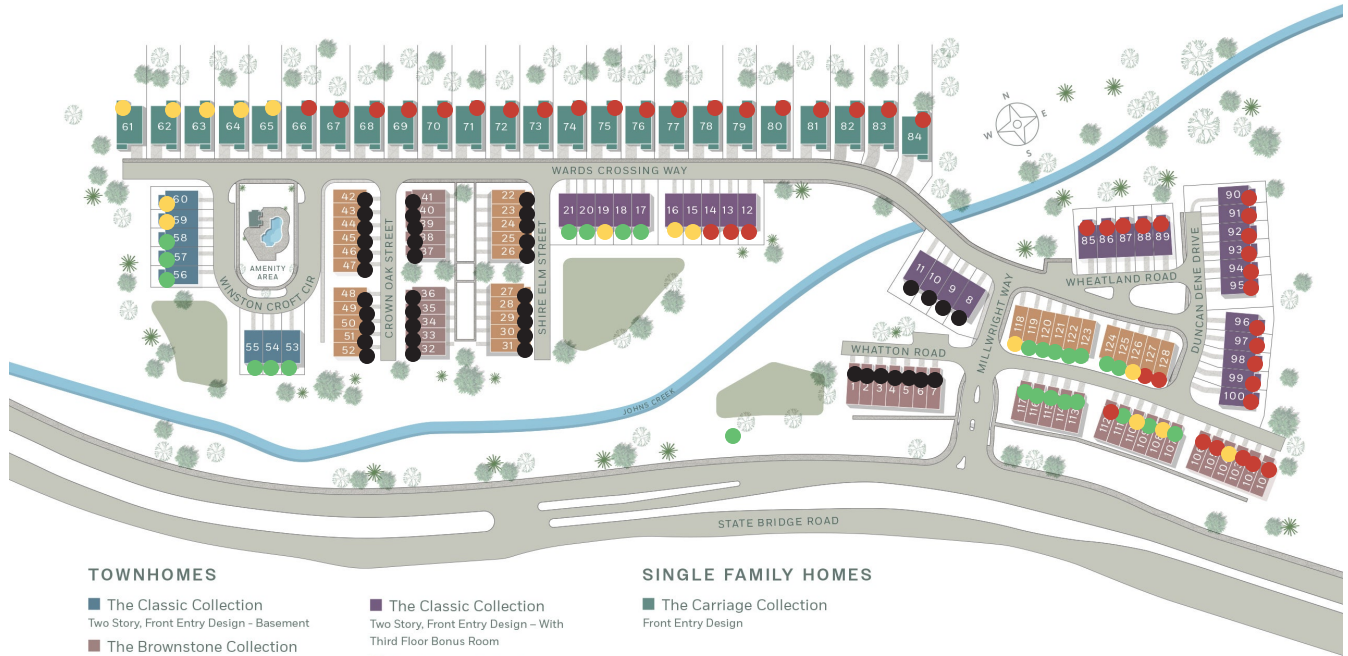 N
E
W
S
61 62 63 64 65 66 67 68 69 70 71 72 73 74 75 76 77 78 79 80 81 82 83 84
WARDS CROSSING WAY
60
59
58
57
56
AMENITY
AREA
WINSTON CROFT CIR
55 54 53
42
43
44
45
46
47
48
49
50
51
52
CROWN OAK STREET
41
40
39
38
37
36
35
34
33
32
22
23
24
25
26
27
28
29
30
31
SHIRE ELM STREET
21 20 19 18 17
16 15 14 13 12
11 10 9 8
85 86 87 88 89
WHEATLAND ROAD
90
91
92
93
94
95
DUNCAN DENE DRIVE
96
97
98
99
100
MILLWRIGHT WAY
118 119 120 121 122 123
124 125 126 127 128
WHATTON ROAD
1 2 3 4 5 6 7
JOHNS CREEK
STATE BRIDGE ROAD
TOWNHOMES
The Classic Collection
Two Story, Front Entry Design - Basement
The Brownstone Collection
The Classic Collection
Two Story, Front Entry Design – With
Third Floor Bonus Room
SINGLE FAMILY HOMES
The Carriage Collection
Front Entry Design